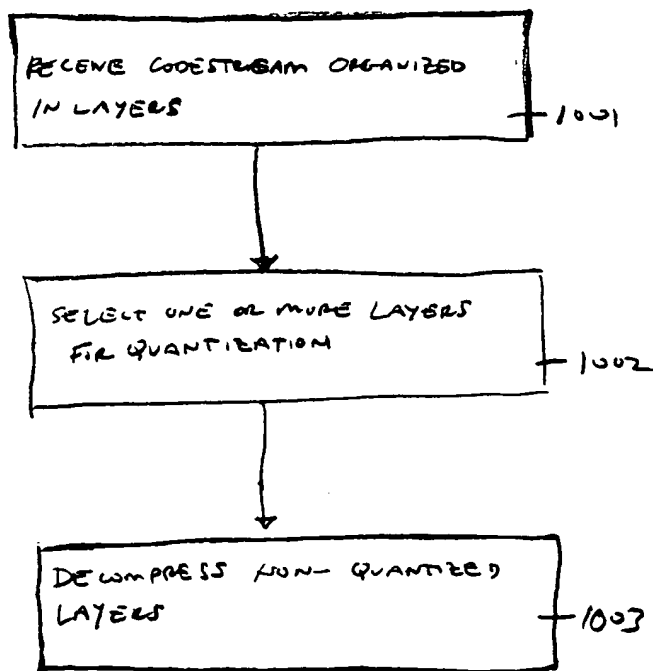 RECEIVE CODESTREAM ORGANIZED
IN LAYERS
1001
SELECT ONE OR MORE LAYERS
FOR QUANTIZATION
1002
DECOMPRESS NON- QUANTIZED
LAYERS
1003